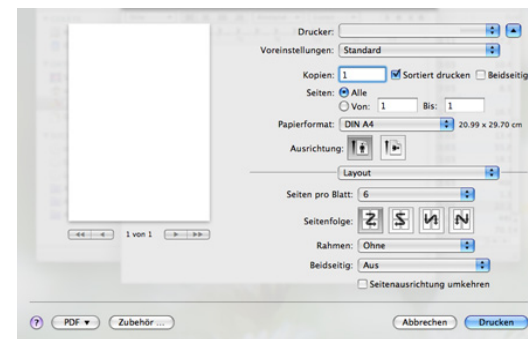 Drucker:
Voreinstellungen: Standard
Kopien: 1 Sortiert drucken Beidseitig
Seiten: Alle
Von: 1 Bis: 1
Papierformat: DIN A4 20.99 x 29.70 cm
Ausrichtung:
Layout
Seiten pro Blatt: 6
Seitenfolge:
1 von 1
Rahmen: Ohne
Beidseitig: Aus
Seitenausrichtung umkehren
? PDF Zubehör ... Abbrechen Drucken